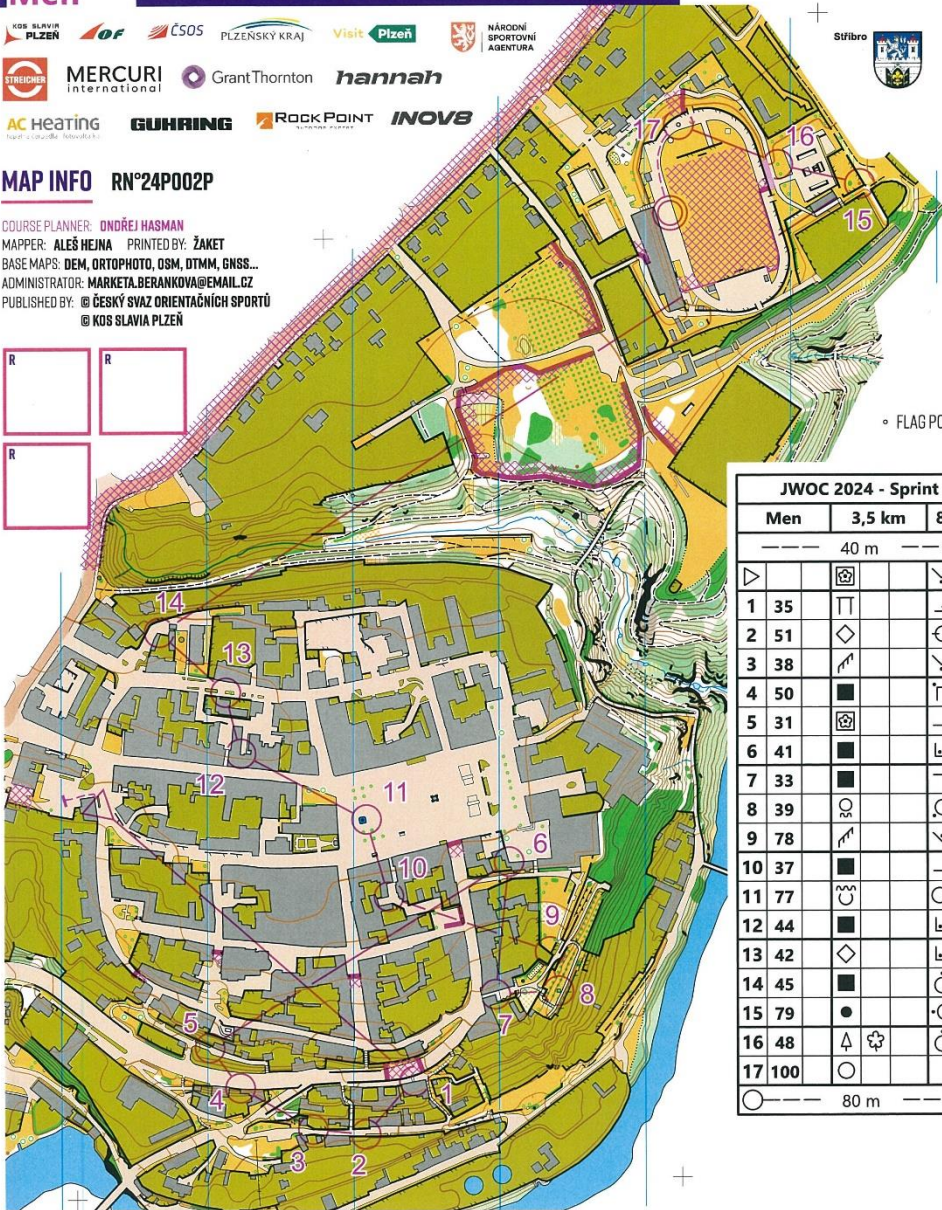 Men
KOS SLAVIA
PLZEŇ
OF
ČSOS
PLZEŇSKÝ KRAJ
Visit Plzeň
NÁRODNÍ
SPORTOVNÍ
AGENTURA
Stříbro
STREICHER
MERCURI
international
Grant Thornton
hannah
AC HEATING
GUHRING
ROCK POINT
INOV8
MAP INFO RN°24P002P
COURSE PLANNER: ONDŘEJ HASMAN
MAPPER: ALEŠ HEJNA PRINTED BY: ŽAKET
BASE MAPS: DEM, ORTOPHOTO, OSM, DTMM, GNSS...
ADMINISTRATOR: MARKETA.BERANKOVA@EMAIL.CZ
PUBLISHED BY: © ČESKÝ SVAZ ORIENTAČNÍCH SPORTŮ
© KOS SLAVIA PLZEŇ
R
R
R
17
16
15
FLAG PO
14
13
12
11
10
6
9
8
7
5
4
1
3
2
JWOC 2024 - Sprint
Men 3,5 km 8
40 m
1 35
2 51
3 38
4 50
5 31
6 41
7 33
8 39
9 78
10 37
11 77
12 44
13 42
14 45
15 79
16 48
17 100
80 m